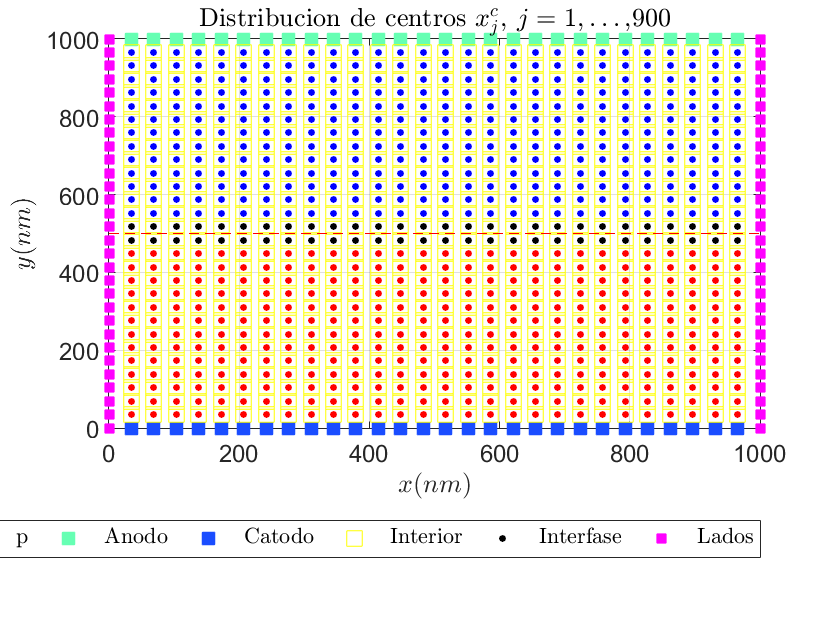 Distribucion de centros $x_j^c$, $j = 1, \ldots, 900$
1000
800
600
400
200
0
y(nm)
0 200 400 600 800 1000
x(nm)
p Anodo Catodo Interior Interfase Lados